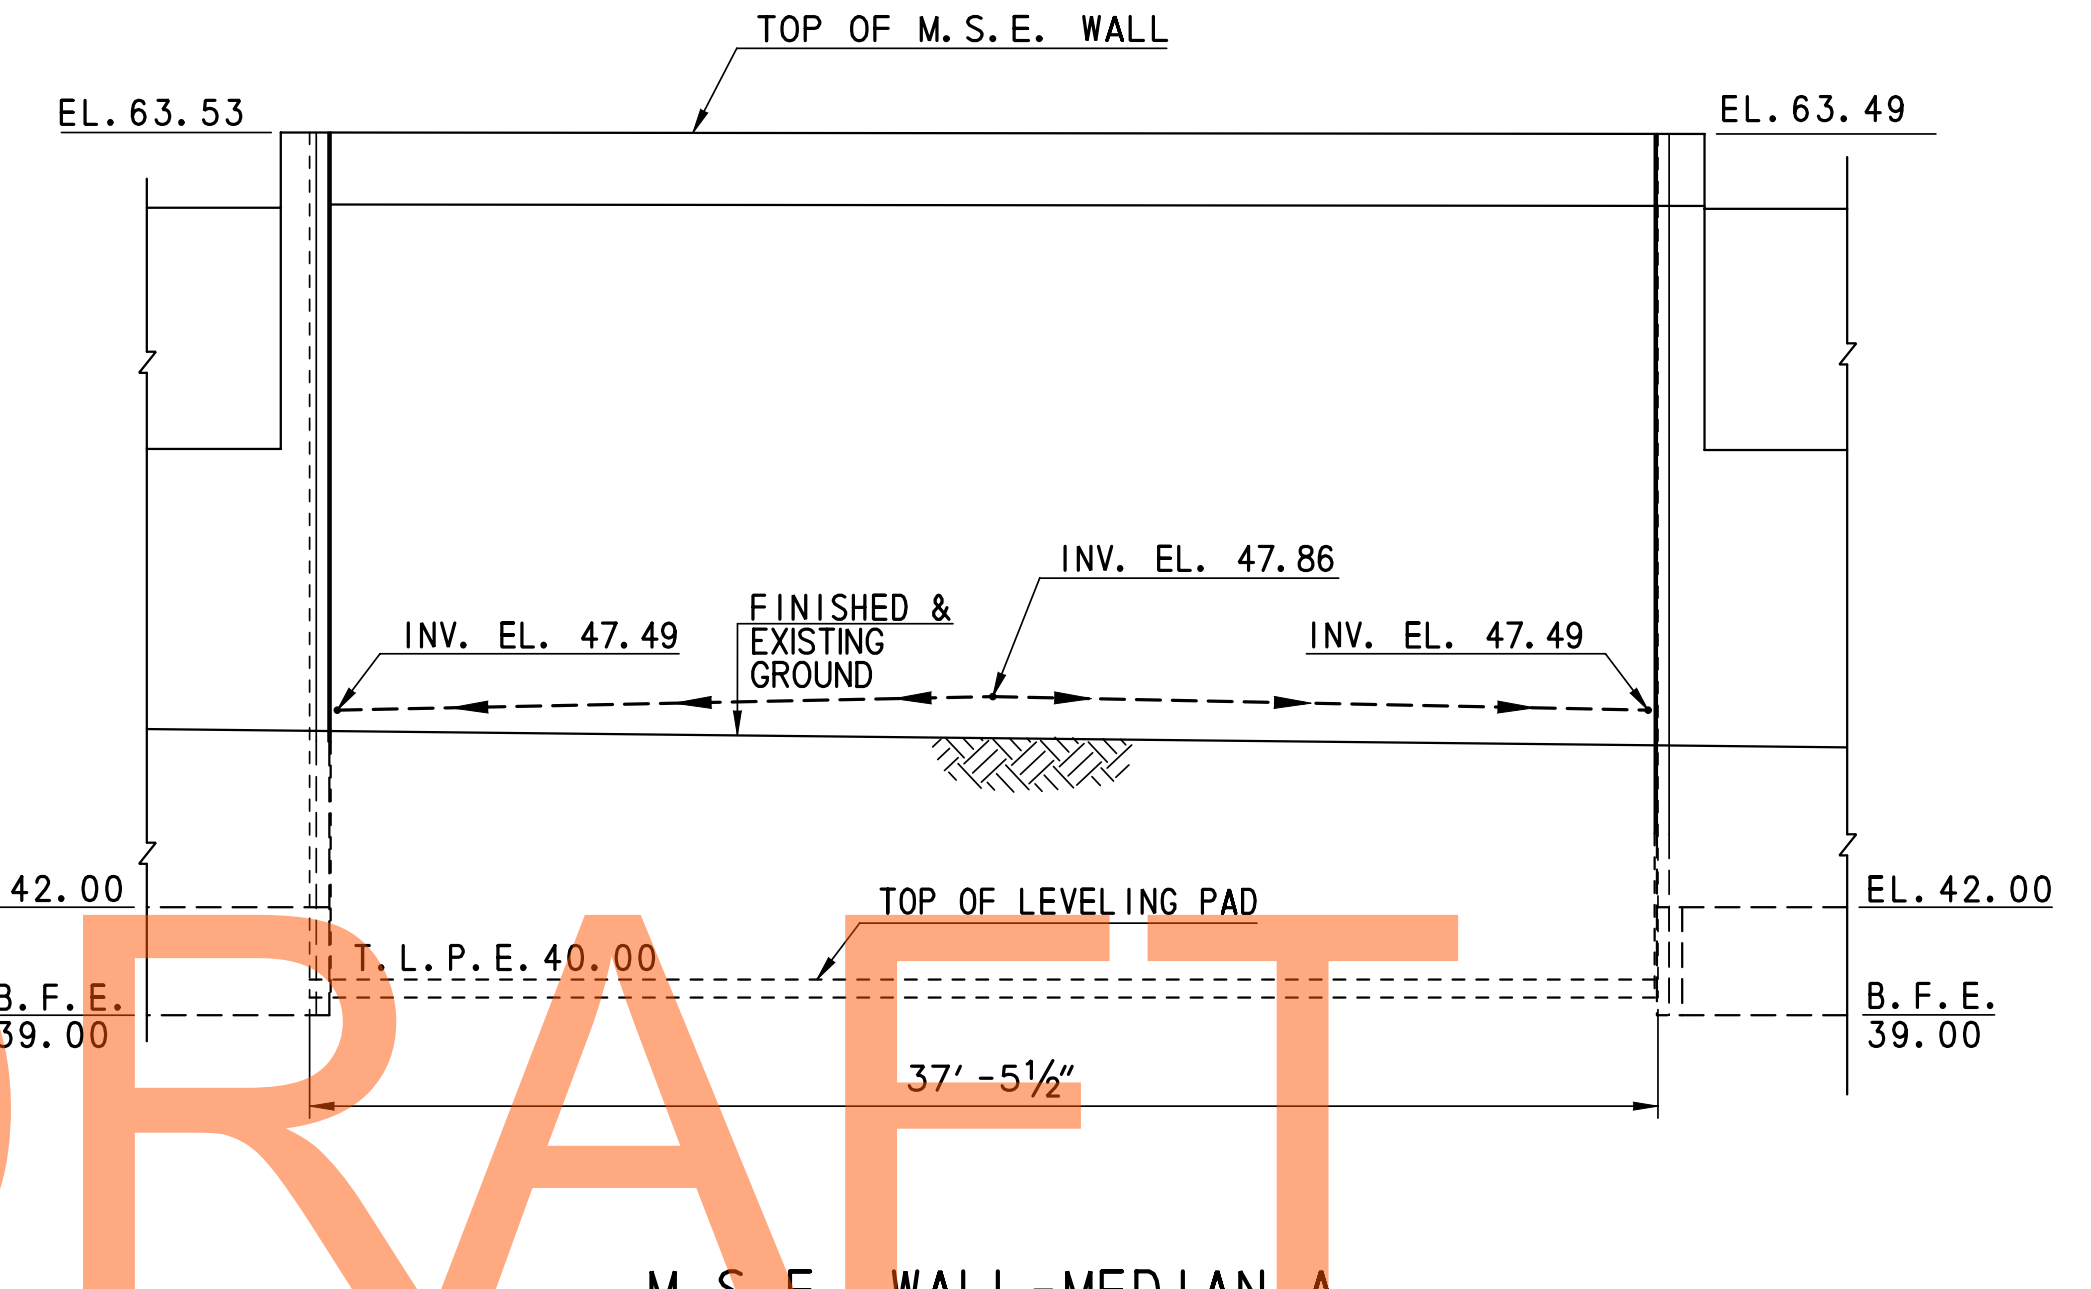 TOP OF M.S.E. WALL
EL.63.53
EL.63.49
INV. EL. 47.86
FINISHED &
EXISTING
GROUND
INV. EL. 47.49
INV. EL. 47.49
42.00
TOP OF LEVELING PAD
EL.42.00
T.L.P.E.40.00
B.F.E.
39.00
B.F.E.
39.00
37'-5½"
DRAFT
M.S.E. WALL-MEDIAN A